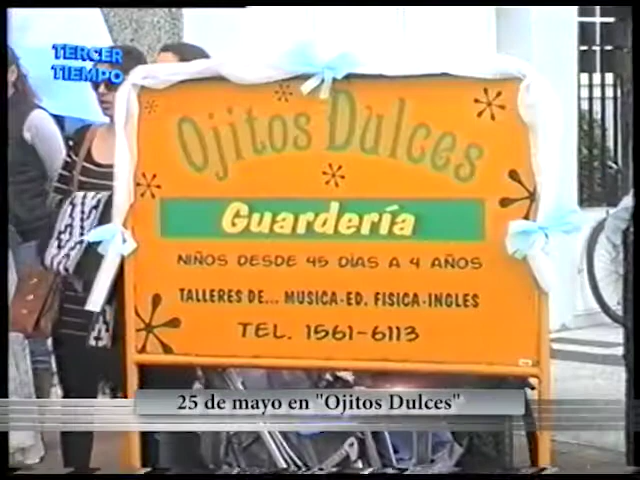 TERCER
TIEMPO
Ojitos Dulces
Guardería
NIÑOS DESDE 45 DÍAS A 4 AÑOS
TALLERES DE... MUSICA-ED. FISICA-INGLES
TEL. 1561-6113
25 de mayo en "Ojitos Dulces"